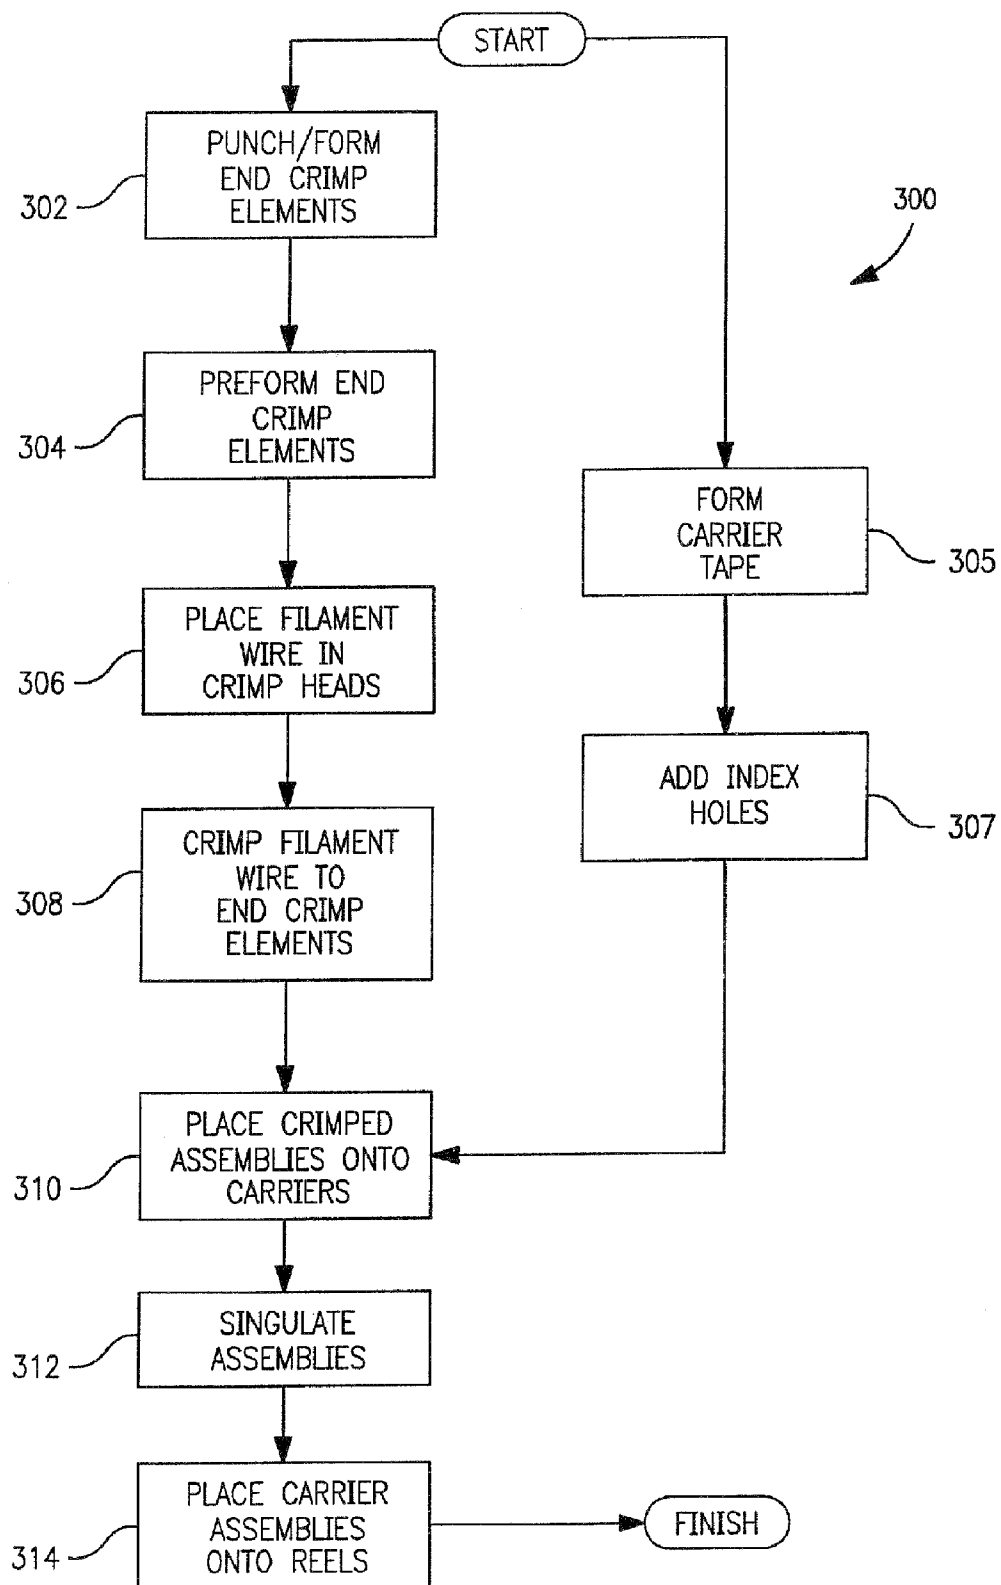 START
PUNCH/FORM
END CRIMP
ELEMENTS
302
300
PREFORM END
CRIMP
ELEMENTS
304
FORM
CARRIER
TAPE
305
PLACE FILAMENT
WIRE IN
CRIMP HEADS
306
ADD INDEX
HOLES
307
CRIMP FILAMENT
WIRE TO
END CRIMP
ELEMENTS
308
PLACE CRIMPED
ASSEMBLIES ONTO
CARRIERS
310
SINGULATE
ASSEMBLIES
312
PLACE CARRIER
ASSEMBLIES
ONTO REELS
314
FINISH